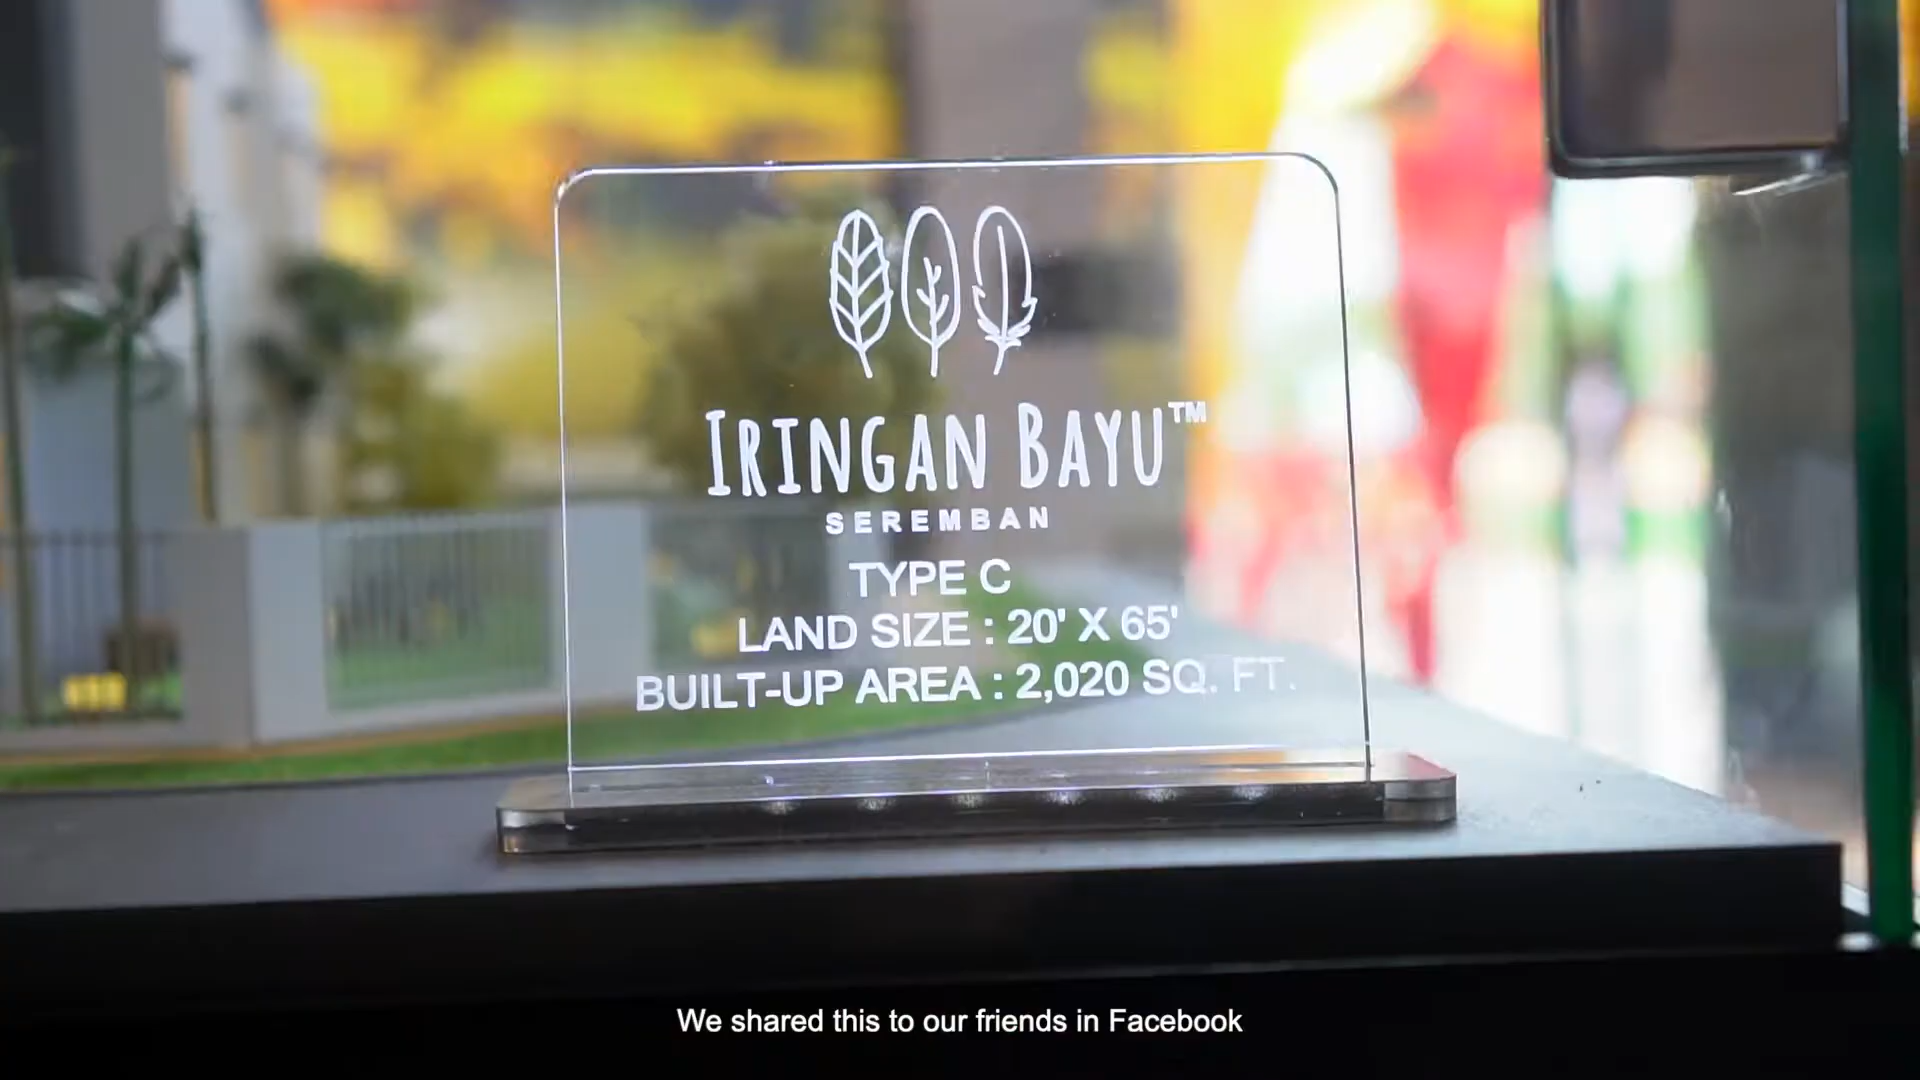 IRINGAN BAYU™
SEREMBAN
TYPE C
LAND SIZE : 20' X 65'
BUILT-UP AREA : 2,020 SQ. FT.
We shared this to our friends in Facebook